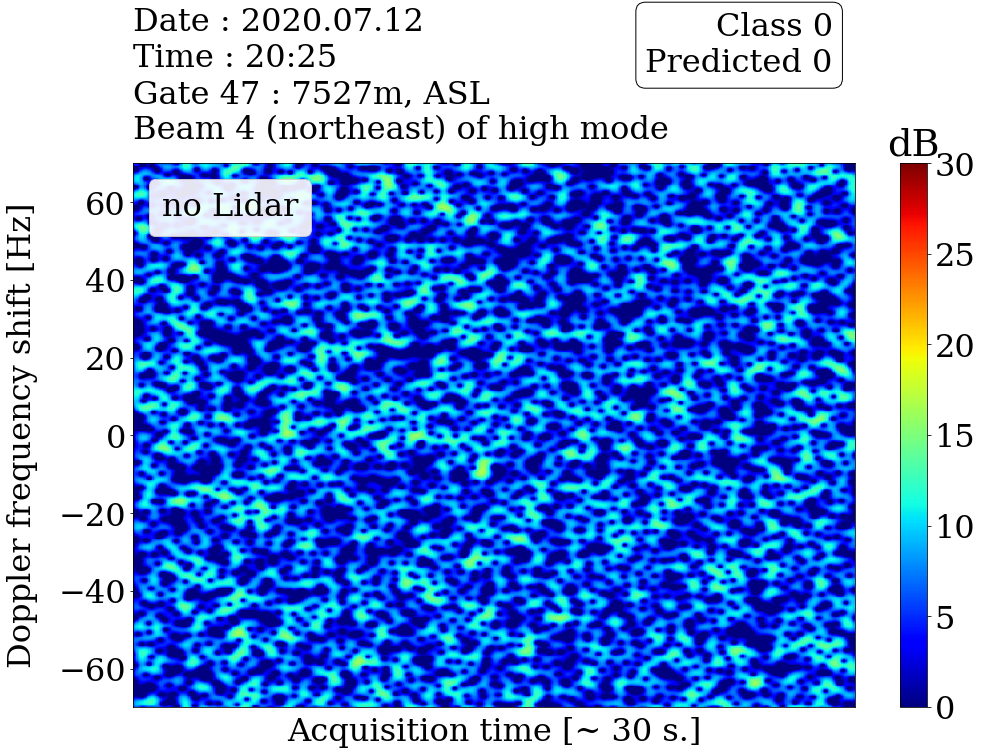 Date : 2020.07.12
Time : 20:25
Gate 47 : 7527m, ASL
Beam 4 (northeast) of high mode
Class 0
Predicted 0
dB
no Lidar
Doppler frequency shift [Hz]
60
40
20
0
−20
−40
−60
30
25
20
15
10
5
0
Acquisition time [~ 30 s.]